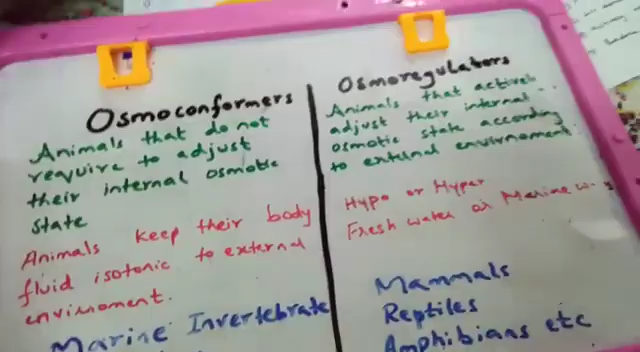 Osmoconformers
Animals that do not
require to adjust
their internal osmotic
state
Animals keep their body
fluid isotonic to external
environment.
Marine Invertebrate
Osmoregulators
Animals that actively
adjust their internal
osmotic state according
to external environment.
Hypo or Hyper
Fresh water or Marine
Mammals
Reptiles
Amphibians etc